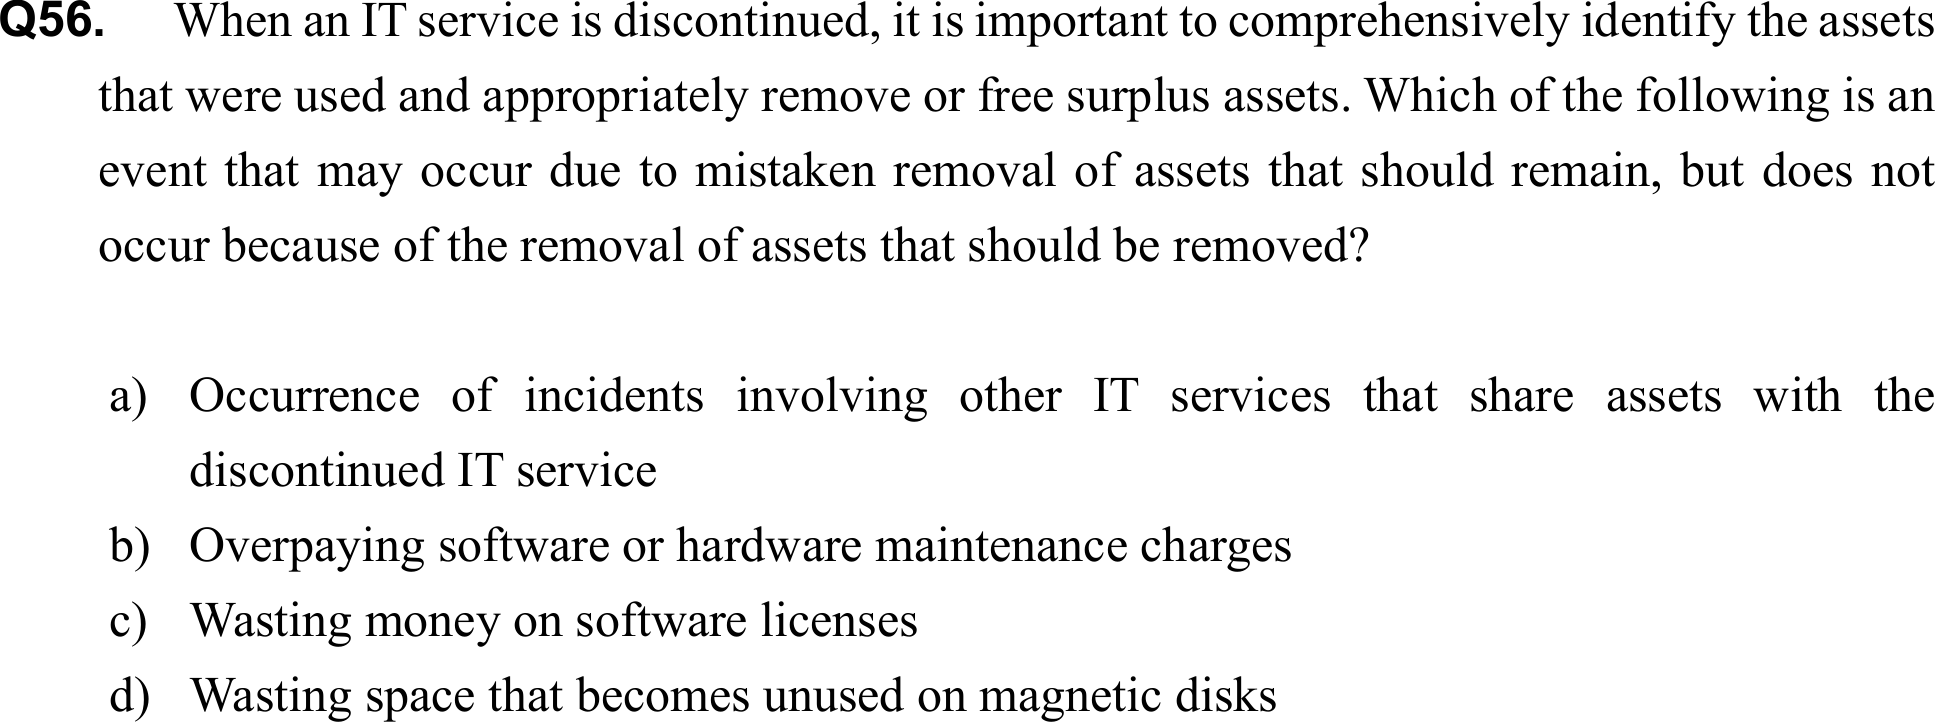 Q56. When an IT service is discontinued, it is important to comprehensively identify the assets
that were used and appropriately remove or free surplus assets. Which of the following is an
event that may occur due to mistaken removal of assets that should remain, but does not
occur because of the removal of assets that should be removed?
a) Occurrence of incidents involving other IT services that share assets with the
discontinued IT service
b) Overpaying software or hardware maintenance charges
c) Wasting money on software licenses
d) Wasting space that becomes unused on magnetic disks